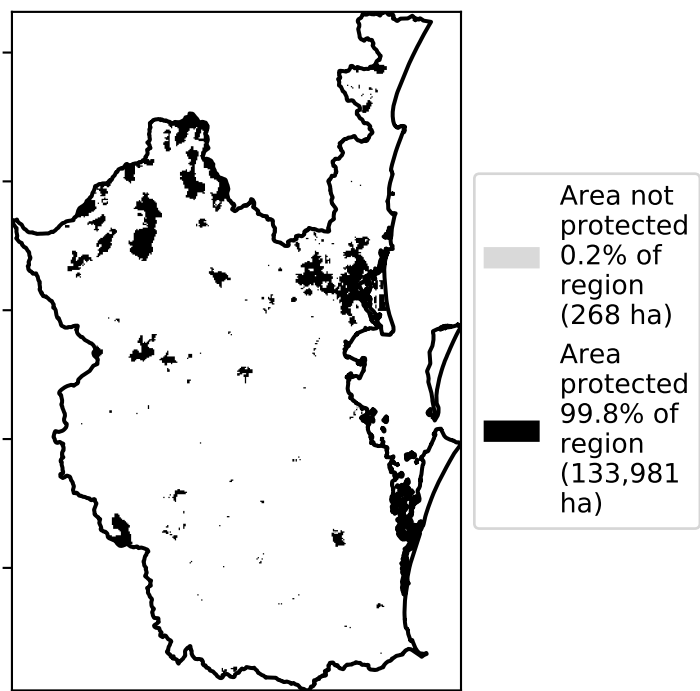 Area not
protected
0.2% of
region
(268 ha)
Area
protected
99.8% of
region
(133,981
ha)